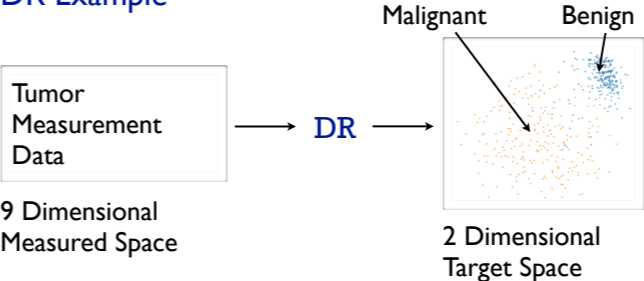 DR Example
Malignant
Benign
Tumor
Measurement
Data
DR
9 Dimensional
Measured Space
2 Dimensional
Target Space